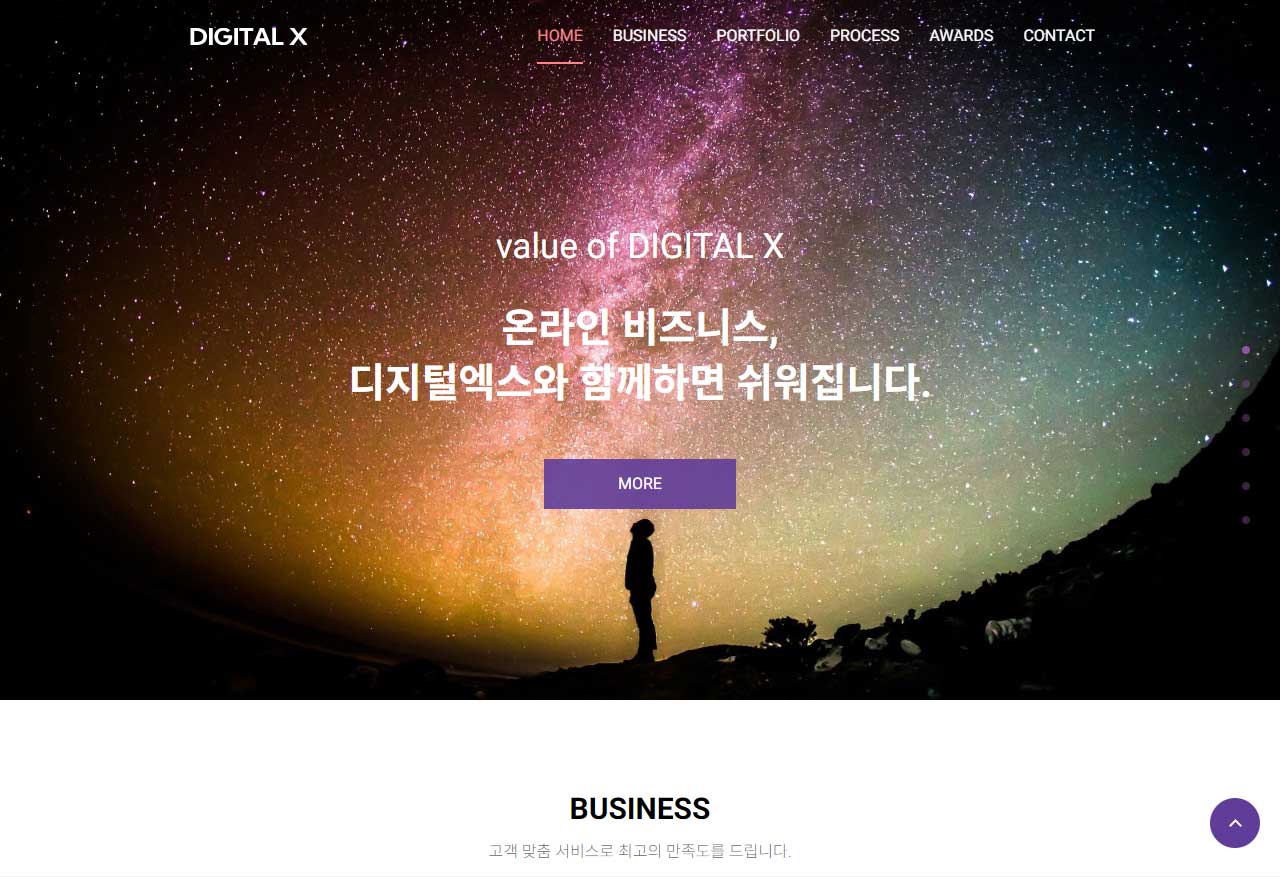 DIGITAL X
HOME BUSINESS PORTFOLIO PROCESS AWARDS CONTACT
value of DIGITAL X
온라인 비즈니스,
디지털엑스와 함께하면 쉬워집니다.
MORE
BUSINESS
고객 맞춤 서비스로 최고의 만족도를 드립니다.